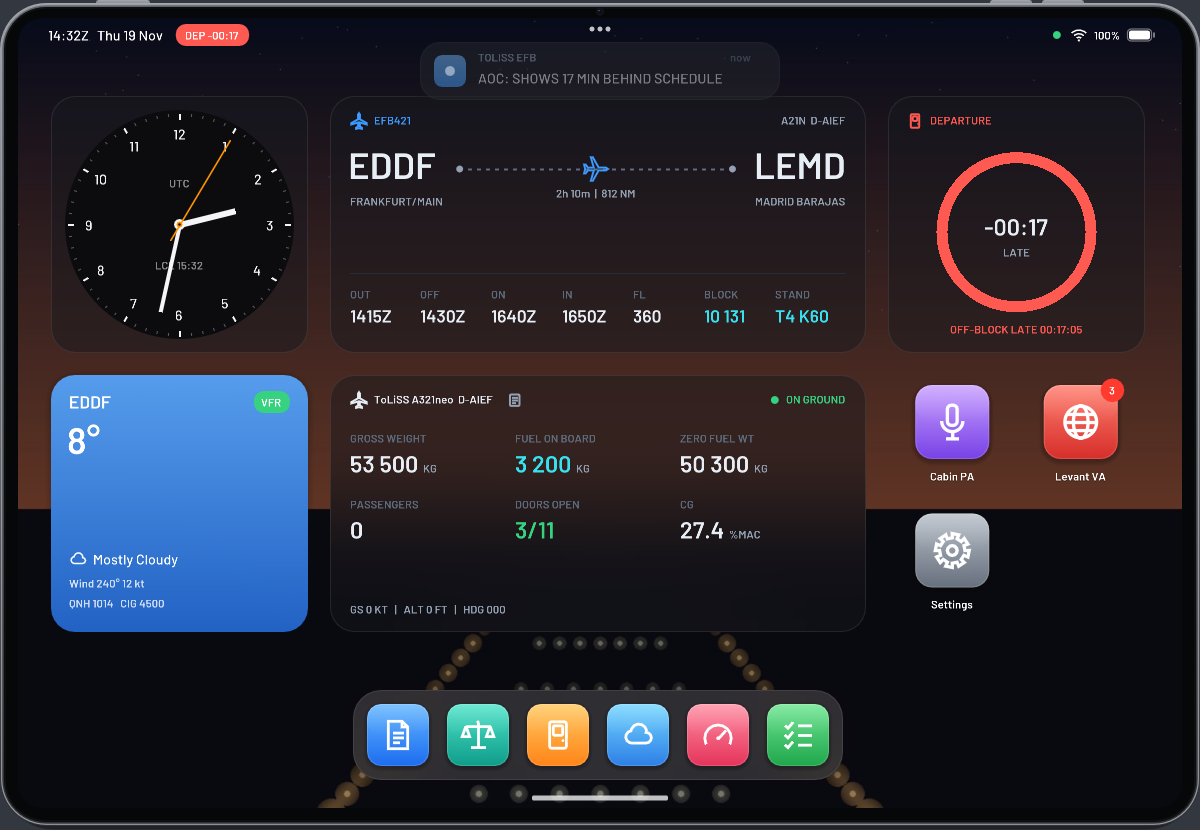 14:32Z Thu 19 Nov DEP -00:17
100%
TOLISS EFB now
AOC: SHOWS 17 MIN BEHIND SCHEDULE
12
1
2
3
4
5
6
7
8
9
10
11
UTC
LCL 15:32
EFB421 A21N D-AIEF
EDDF LEMD
2h 10m | 812 NM
FRANKFURT/MAIN MADRID BARAJAS
OUT OFF ON IN FL BLOCK STAND
1415Z 1430Z 1640Z 1650Z 360 10 131 T4 K60
DEPARTURE
-00:17
LATE
OFF-BLOCK LATE 00:17:05
EDDF VFR
8°
Mostly Cloudy
Wind 240° 12 kt
QNH 1014 CIG 4500
ToLiSS A321neo D-AIEF ON GROUND
GROSS WEIGHT FUEL ON BOARD ZERO FUEL WT
53 500 KG 3 200 KG 50 300 KG
PASSENGERS DOORS OPEN CG
0 3/11 27.4 %MAC
GS 0 KT | ALT 0 FT | HDG 000
3
Cabin PA Levant VA
Settings